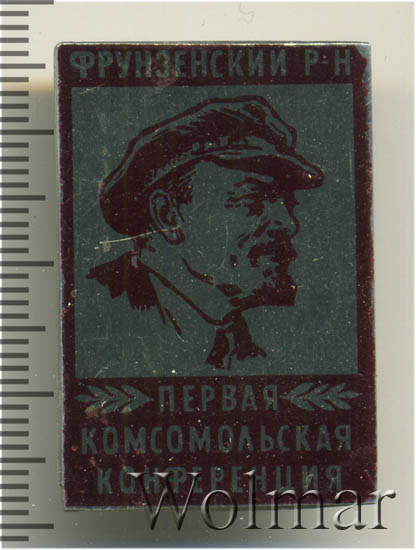 ФРУНЗЕНСКИЙ Р-Н
ПЕРВАЯ
КОМСОМОЛЬСКАЯ
КОНФЕРЕНЦИЯ
Wolmar